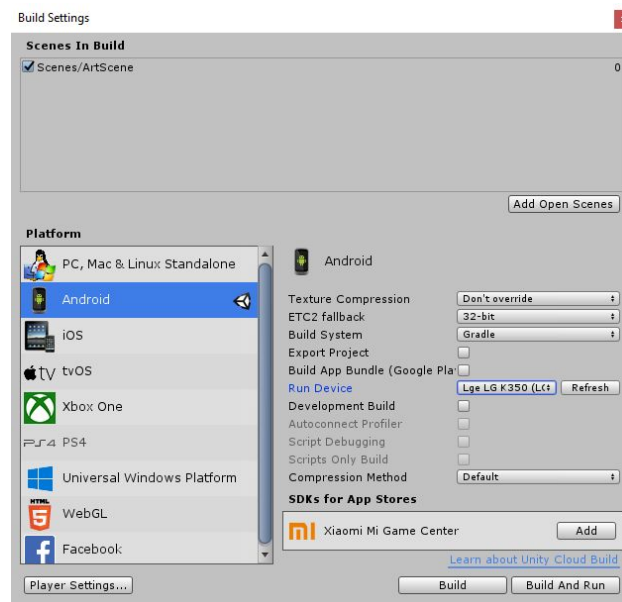 Build Settings
Scenes In Build
Scenes/ArtScene 0
Add Open Scenes
Platform
PC, Mac & Linux Standalone
Android
iOS
tv tvOS
Xbox One
PS4 PS4
Universal Windows Platform
HTML 5 WebGL
f Facebook
Android
Texture Compression Don't override
ETC2 fallback 32-bit
Build System Gradle
Export Project
Build App Bundle (Google Pla
Run Device Lge LG K350 (L Refresh
Development Build
Autoconnect Profiler
Script Debugging
Scripts Only Build
Compression Method Default
SDKs for App Stores
Xiaomi Mi Game Center Add
Learn about Unity Cloud Build
Player Settings... Build Build And Run